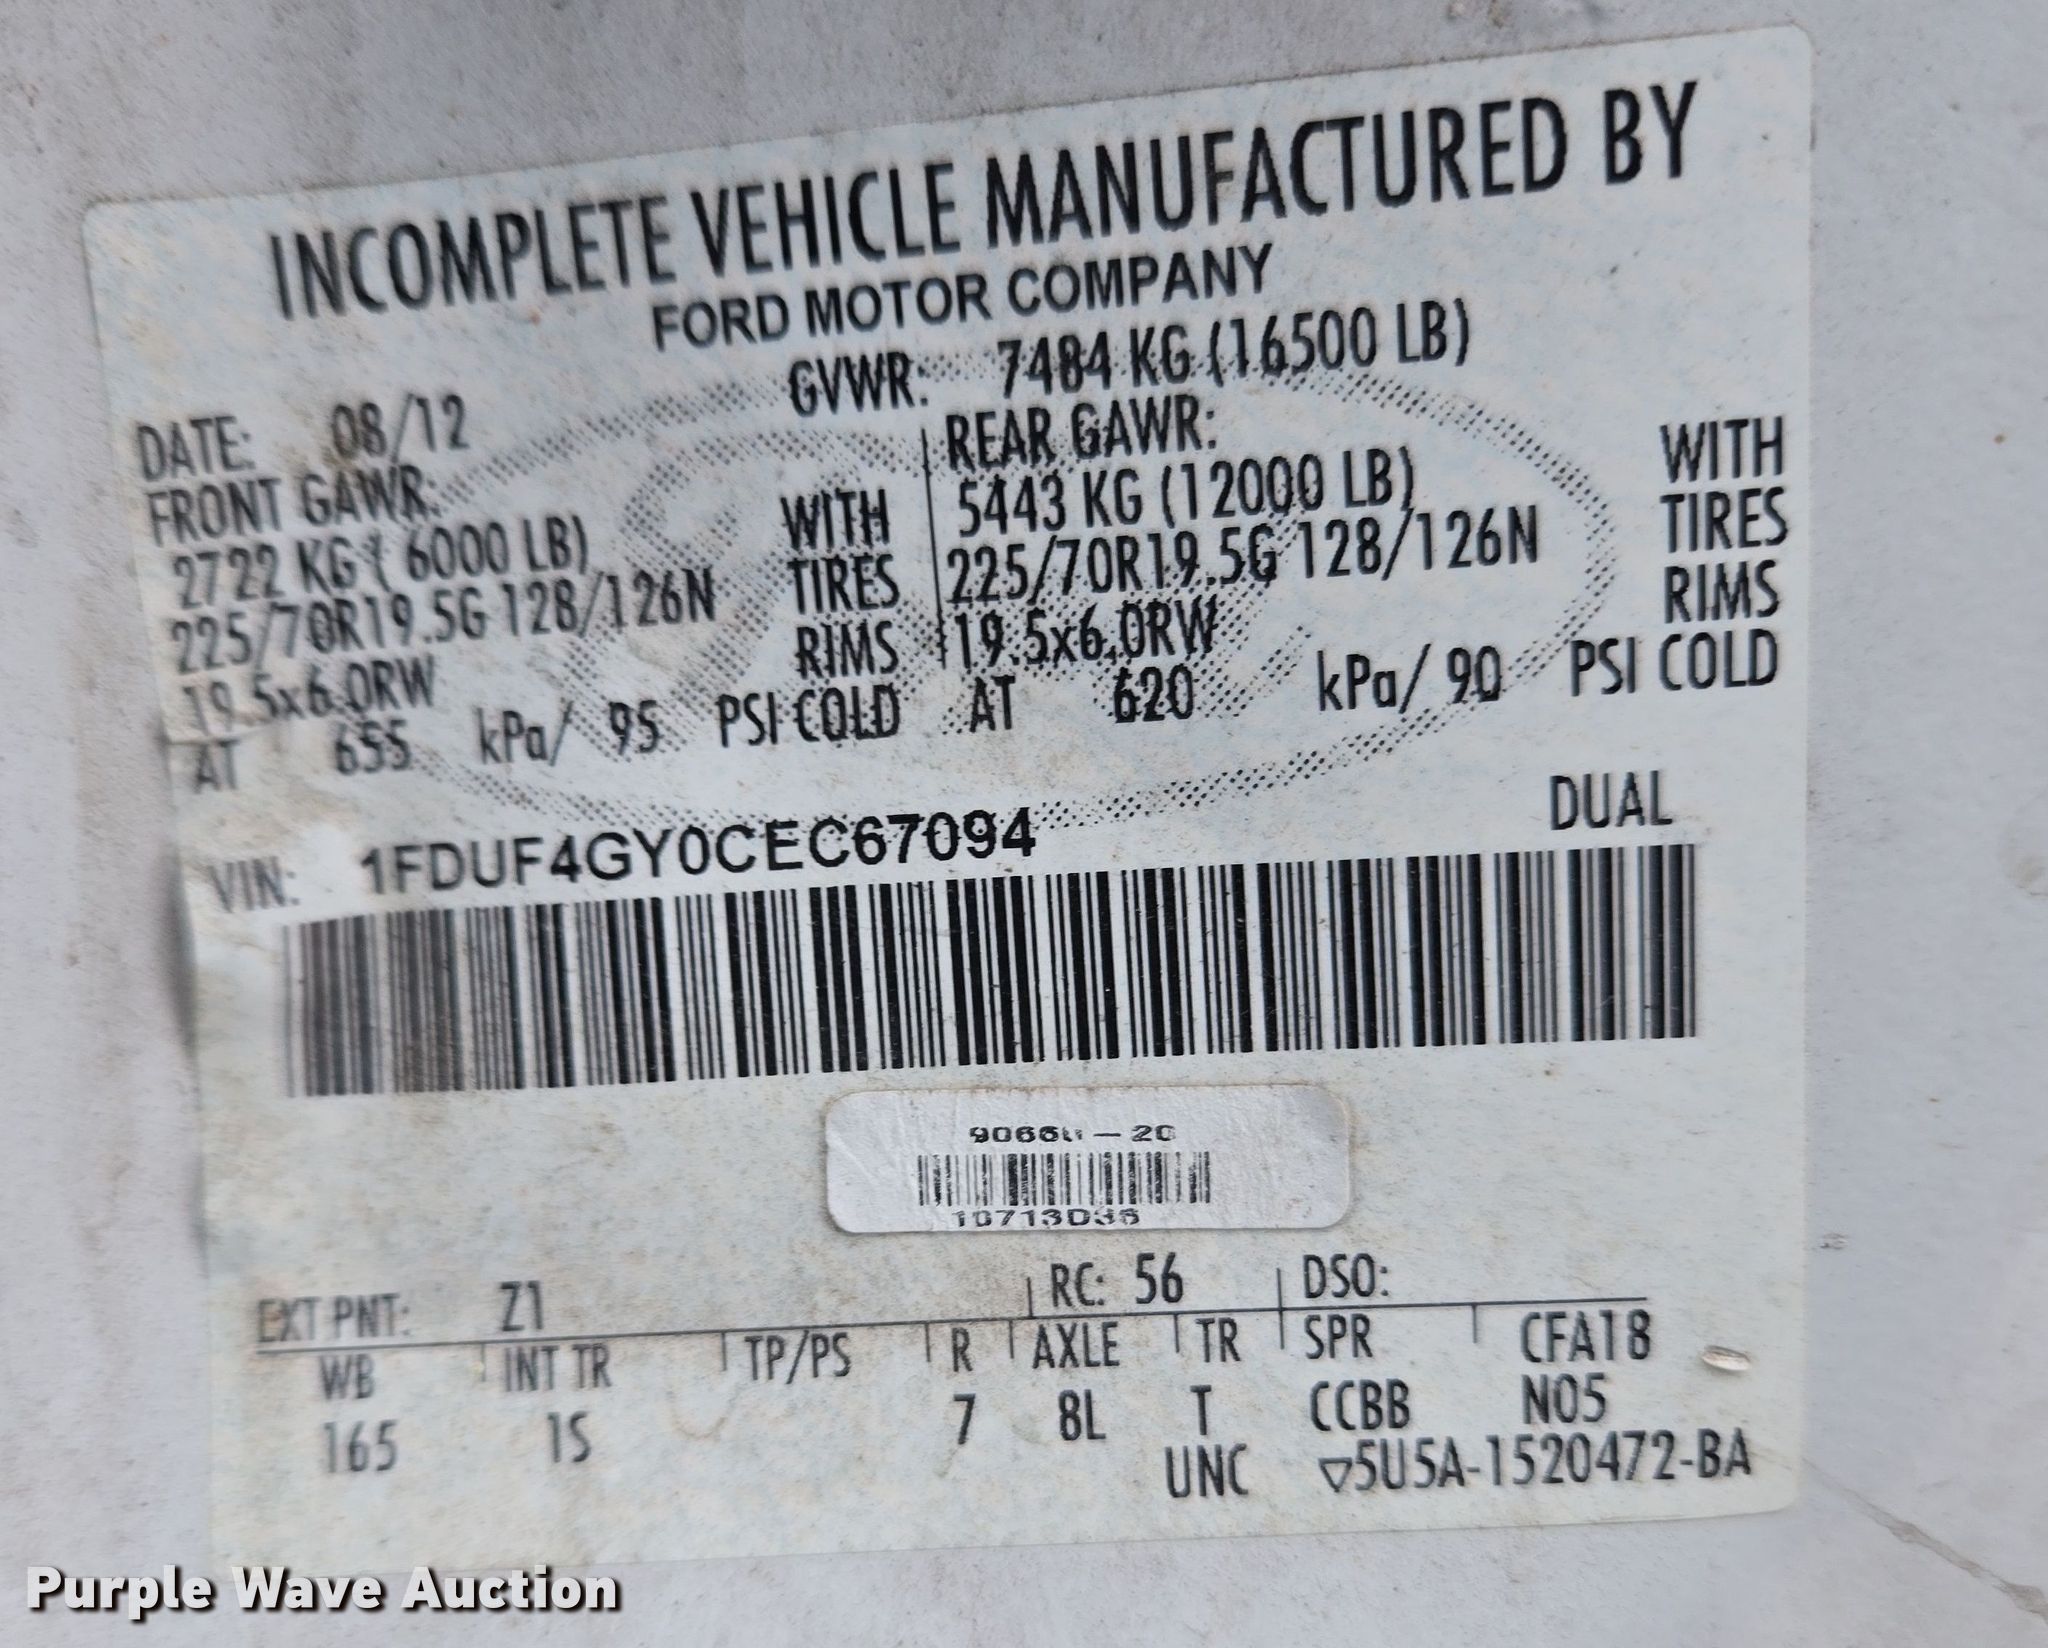 INCOMPLETE VEHICLE MANUFACTURED BY
FORD MOTOR COMPANY
DATE: 08/12 GVWR: 7484 KG (16500 LB)
FRONT GAWR: REAR GAWR:
2722 KG ( 6000 LB) WITH 5443 KG (12000 LB) WITH
225/70R19.5G 128/126N TIRES 225/70R19.5G 128/126N TIRES
19.5x6.0RW RIMS 19.5x6.0RW RIMS
AT 655 kPa/ 95 PSI COLD AT 620 kPa/ 90 PSI COLD
DUAL
VIN: 1FDUF4GY0CEC67094
EXT PNT: Z1 RC: 56 DSO:
WB INT TR TP/PS R AXLE TR SPR CFA18
165 1S 7 8L T CCBB N05
UNC ▽5U5A-1520472-BA
Purple Wave Auction